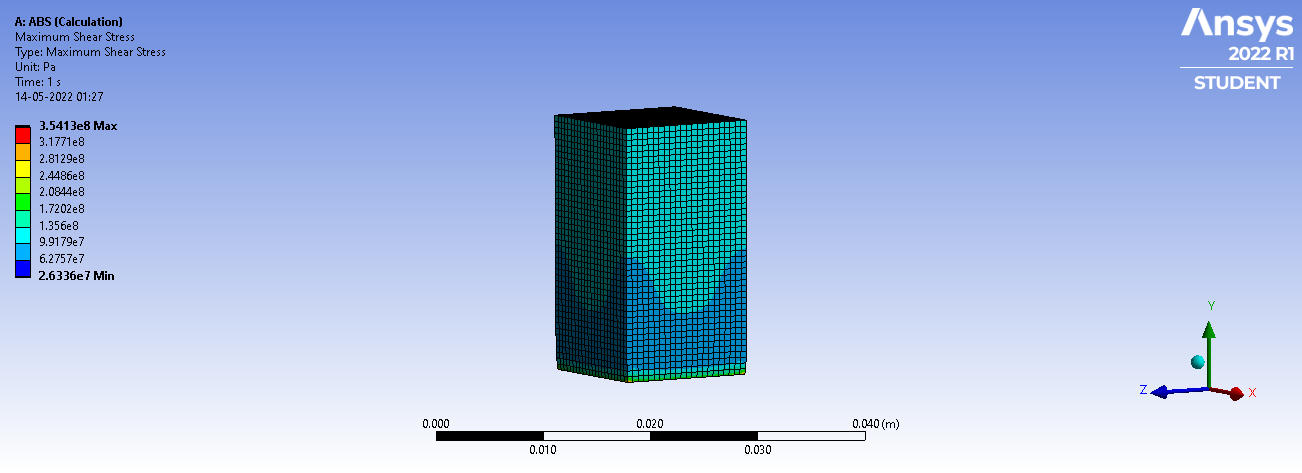 A: ABS (Calculation)
Maximum Shear Stress
Type: Maximum Shear Stress
Unit: Pa
Time: 1 s
14-05-2022 01:27
3.5413e8 Max
3.1771e8
2.8129e8
2.4486e8
2.0844e8
1.7202e8
1.356e8
9.9179e7
6.2757e7
2.6336e7 Min
Ansys
2022 R1
STUDENT
Y
Z
X
0.000 0.020 0.040 (m)
0.010 0.030